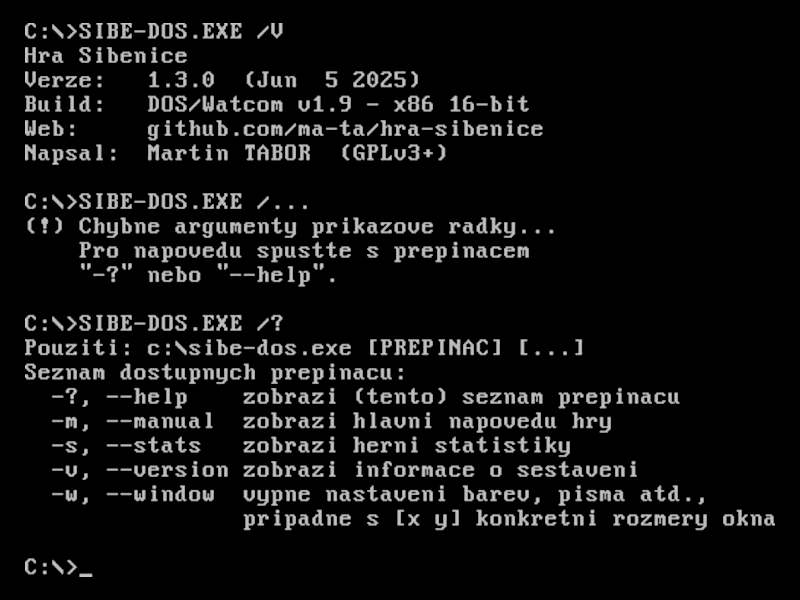 C:\>SIBE-DOS.EXE /V
Hra Sibenice
Verze:   1.3.0  (Jun  5 2025)
Build:   DOS/Watcom v1.9 - x86 16-bit
Web:     github.com/ma-ta/hra-sibenice
Napsal:  Martin TABOR  (GPLv3+)
C:\>SIBE-DOS.EXE /...
(!) Chybne argumenty prikazove radky...
    Pro napovedu spustte s prepinacem
    "-?" nebo "--help".
C:\>SIBE-DOS.EXE /?
Pouziti: c:\sibe-dos.exe [PREPINAC] [...]
Seznam dostupnych prepinacu:
  -?, --help    zobrazi (tento) seznam prepinacu
  -m, --manual  zobrazi hlavni napovedu hry
  -s, --stats   zobrazi herni statistiky
  -v, --version zobrazi informace o sestaveni
  -w, --window  vypne nastaveni barev, pisma atd.,
                pripadne s [x y] konkretni rozmery okna
C:\>_